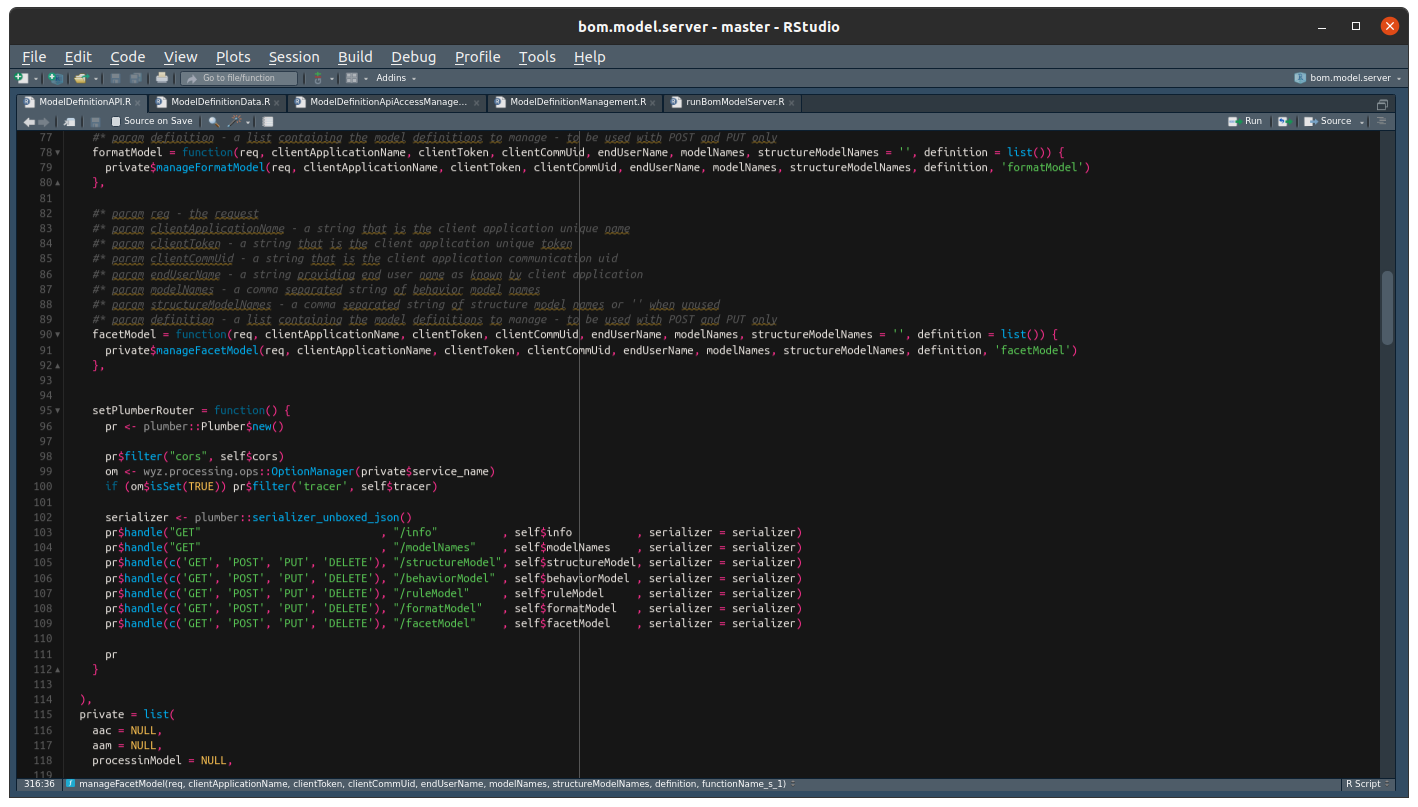 bom.model.server - master - RStudio
File Edit Code View Plots Session Build Debug Profile Tools Help
Go to file/function Addins bom.model.server
ModelDefinitionAPI.R ModelDefinitionData.R ModelDefinitionApiAccessManage... ModelDefinitionManagement.R runBomModelServer.R
Source on Save Run Source
77 #* param definition - a list containing the model definitions to manage - to be used with POST and PUT only
78 formatModel = function(req, clientApplicationName, clientToken, clientCommUid, endUserName, modelNames, structureModelNames = '', definition = list()) {
79 private$manageFormatModel(req, clientApplicationName, clientToken, clientCommUid, endUserName, modelNames, structureModelNames, definition, 'formatModel')
80 },
81
82 #* param req - the request
83 #* param clientApplicationName - a string that is the client application unique name
84 #* param clientToken - a string that is the client application unique token
85 #* param clientCommUid - a string that is the client application communication uid
86 #* param endUserName - a string providing end user name as known by client application
87 #* param modelNames - a comma separated string of behavior model names
88 #* param structureModelNames - a comma separated string of structure model names or '' when unused
89 #* param definition - a list containing the model definitions to manage - to be used with POST and PUT only
90 facetModel = function(req, clientApplicationName, clientToken, clientCommUid, endUserName, modelNames, structureModelNames = '', definition = list()) {
91 private$manageFacetModel(req, clientApplicationName, clientToken, clientCommUid, endUserName, modelNames, structureModelNames, definition, 'facetModel')
92 },
93
94
95 setPlumberRouter = function() {
96 pr <- plumber::Plumber$new()
97
98 pr$filter("cors", self$cors)
99 om <- wyz.processing.ops::OptionManager(private$service_name)
100 if (om$isSet(TRUE)) pr$filter('tracer', self$tracer)
101
102 serializer <- plumber::serializer_unboxed_json()
103 pr$handle("GET" , "/info" , self$info , serializer = serializer)
104 pr$handle("GET" , "/modelNames" , self$modelNames , serializer = serializer)
105 pr$handle(c('GET', 'POST', 'PUT', 'DELETE'), "/structureModel", self$structureModel, serializer = serializer)
106 pr$handle(c('GET', 'POST', 'PUT', 'DELETE'), "/behaviorModel" , self$behaviorModel , serializer = serializer)
107 pr$handle(c('GET', 'POST', 'PUT', 'DELETE'), "/ruleModel" , self$ruleModel , serializer = serializer)
108 pr$handle(c('GET', 'POST', 'PUT', 'DELETE'), "/formatModel" , self$formatModel , serializer = serializer)
109 pr$handle(c('GET', 'POST', 'PUT', 'DELETE'), "/facetModel" , self$facetModel , serializer = serializer)
110
111 pr
112 }
113
114 ),
115 private = list(
116 aac = NULL,
117 aam = NULL,
118 processinModel = NULL,
119
316:36 manageFacetModel(req, clientApplicationName, clientToken, clientCommUid, endUserName, modelNames, structureModelNames, definition, functionName_s_1) R Script